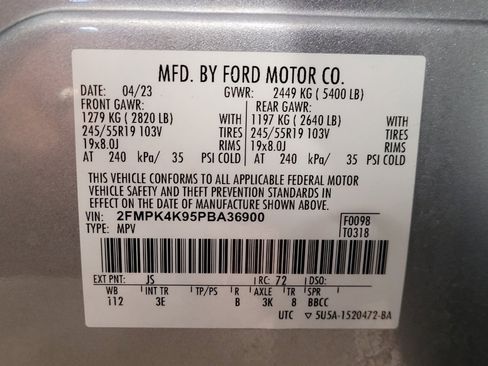 MFD. BY FORD MOTOR CO.
DATE: 04/23 GVWR: 2449 KG ( 5400 LB)
FRONT GAWR: REAR GAWR:
1279 KG ( 2820 LB) WITH 1197 KG ( 2640 LB) WITH
245/55R19 103V TIRES 245/55R19 103V TIRES
19x8.0J RIMS 19x8.0J RIMS
AT 240 kPa/ 35 PSI COLD AT 240 kPa/ 35 PSI COLD
THIS VEHICLE CONFORMS TO ALL APPLICABLE FEDERAL MOTOR
VEHICLE SAFETY AND THEFT PREVENTION STANDARDS IN
EFFECT ON THE DATE OF MANUFACTURE SHOWN ABOVE.
VIN: 2FMPK4K95PBA36900 F0098
TYPE: MPV T0318
EXT PNT: JS RC: 72 DSO:
WB INT TR TP/PS R AXLE TR SPR
112 3E B 3K 8 BBCC
UTC ▽ 5U5A-1520472-BA